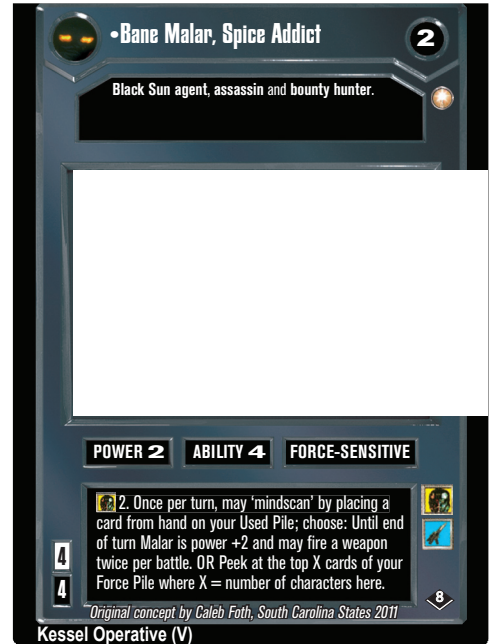 •Bane Malar, Spice Addict
2
Black Sun agent, assassin and bounty hunter.
POWER 2
ABILITY 4
FORCE-SENSITIVE
2. Once per turn, may ‘mindscan’ by placing a
card from hand on your Used Pile; choose: Until end
of turn Malar is power +2 and may fire a weapon
twice per battle. OR Peek at the top X cards of your
Force Pile where X = number of characters here.
4
4
8
Original concept by Caleb Foth, South Carolina States 2011
Kessel Operative (V)